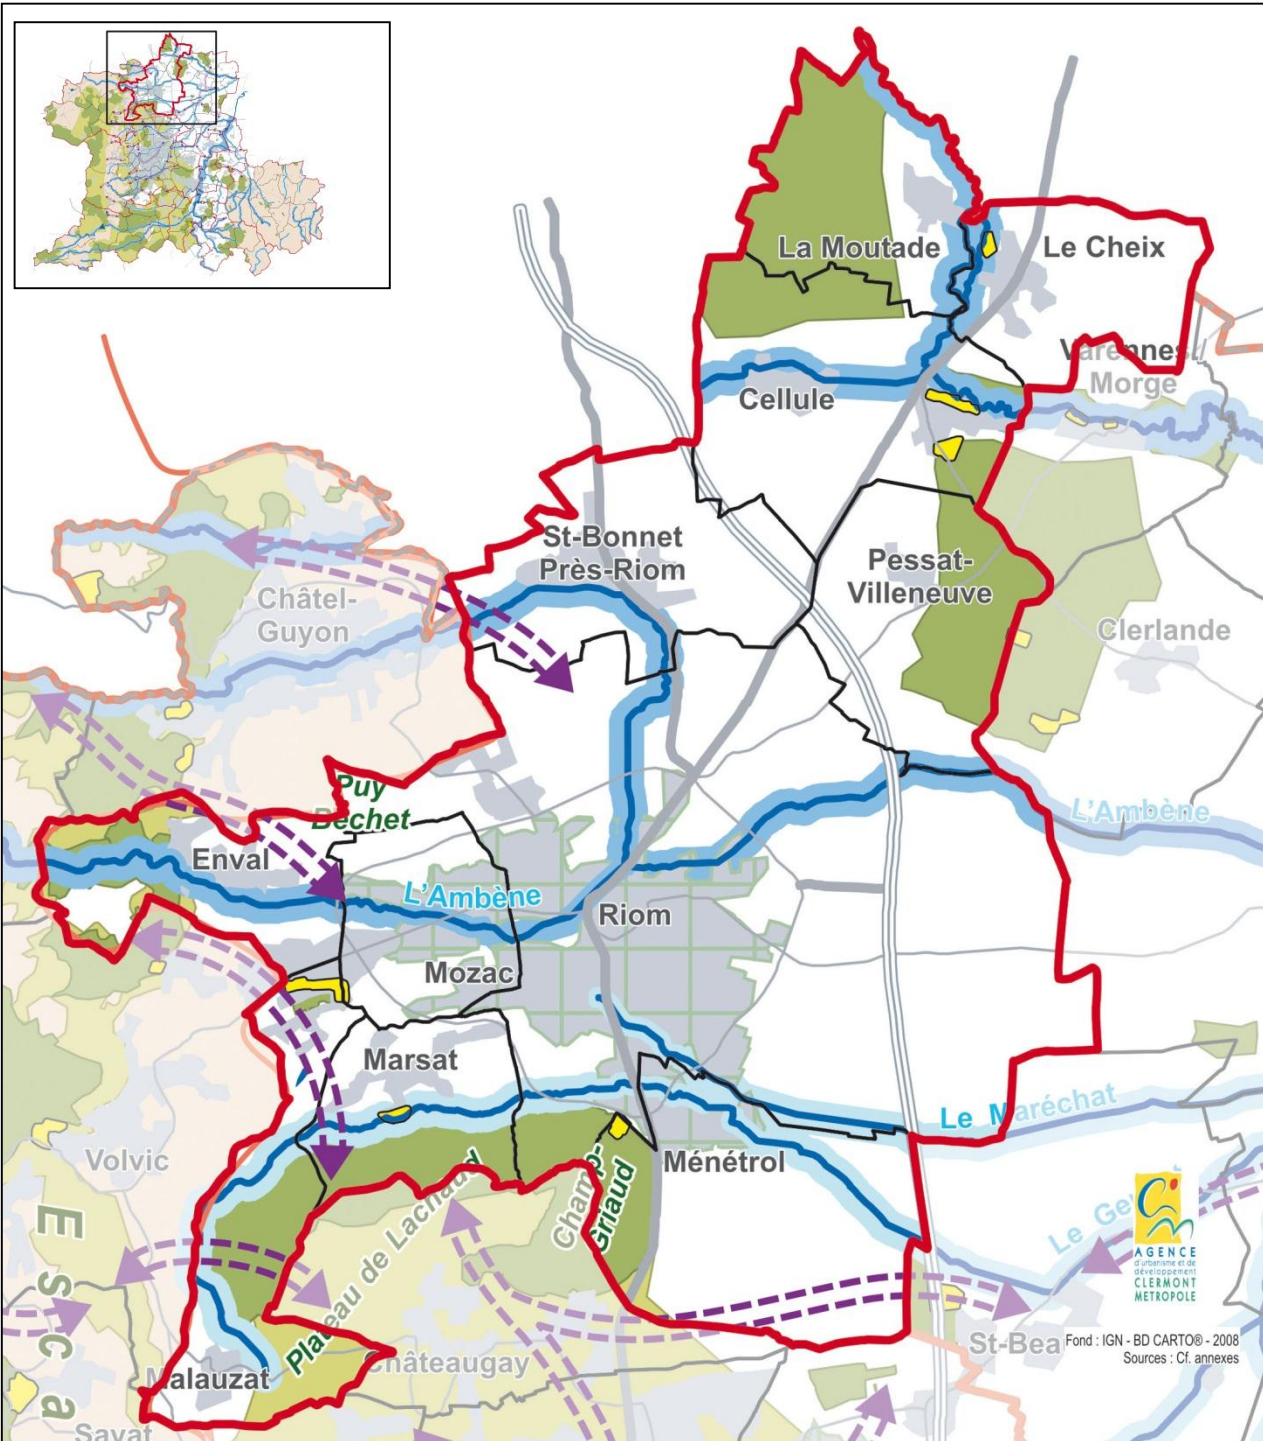 La Moutade
Le Cheix
Varennes/
Morge
Cellule
St-Bonnet
Près-Riom
Pessat-
Villeneuve
Châtel-
Guyon
Clerlande
Puy
Béchet
L'Ambène
Enval
L'Ambène
Riom
Mozac
Marsat
Le Maréchat
Volvic
Ménétrol
Champ-
Griaud
Plateau de Lachaud
Esca
Le Ge
AGENCE
d'urbanisme et de
développement
CLERMONT
METROPOLE
St-Bea
Fond : IGN - BD CARTO® - 2008
Sources : Cf. annexes
Châteaugay
Malauzat
Sayat